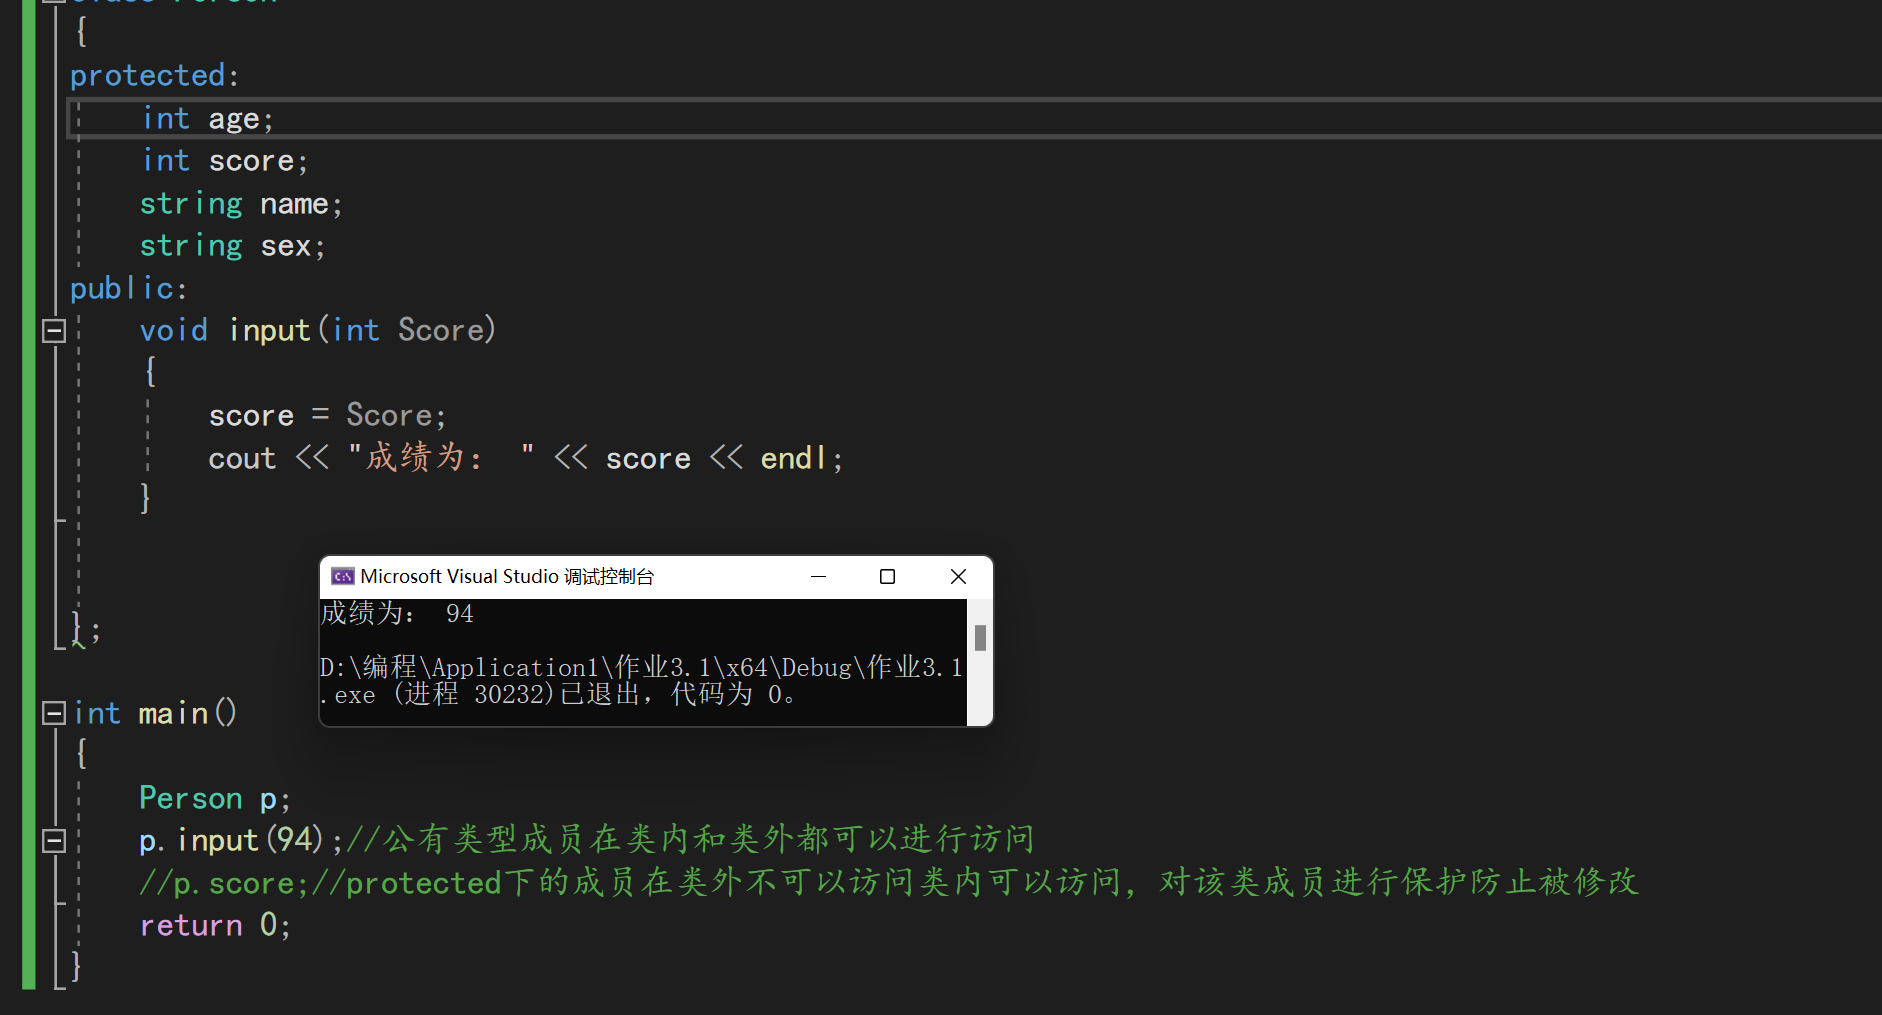 {
protected:
int age;
int score;
string name;
string sex;
public:
void input(int Score)
{
score = Score;
cout << "成绩为： " << score << endl;
}
};
Microsoft Visual Studio 调试控制台
成绩为： 94
D:\编程\Application1\作业3.1\x64\Debug\作业3.1
.exe (进程 30232)已退出，代码为 0。
int main()
{
Person p;
p.input(94);//公有类型成员在类内和类外都可以进行访问
//p.score;//protected下的成员在类外不可以访问类内可以访问，对该类成员进行保护防止被修改
return 0;
}